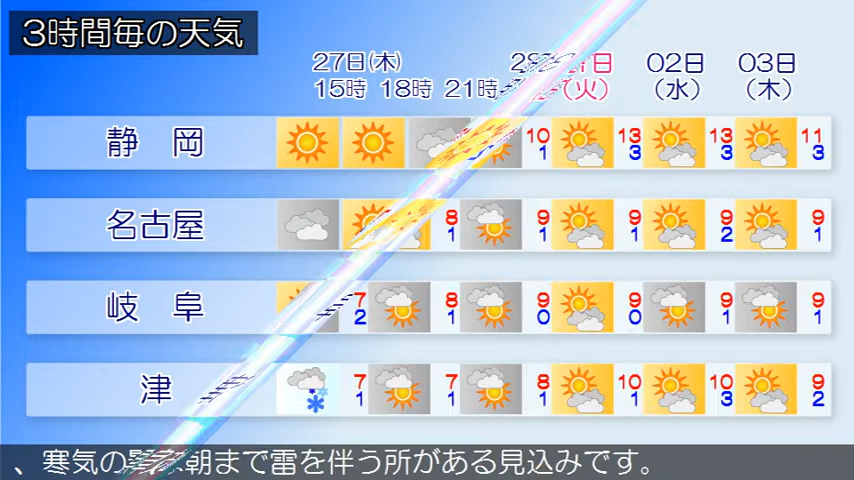 3時間毎の天気
27日(木) 02日 03日
15時 18時 21時 (火) (水) (木)
静岡 10 13 13 11
1 3 3 3
名古屋 8 9 9 9 9
1 1 1 2 1
岐阜 7 8 9 9 9 9
2 1 0 0 1 1
津 7 7 8 10 10 9
1 1 1 1 3 2
、寒気の 朝まで雷を伴う所がある見込みです。